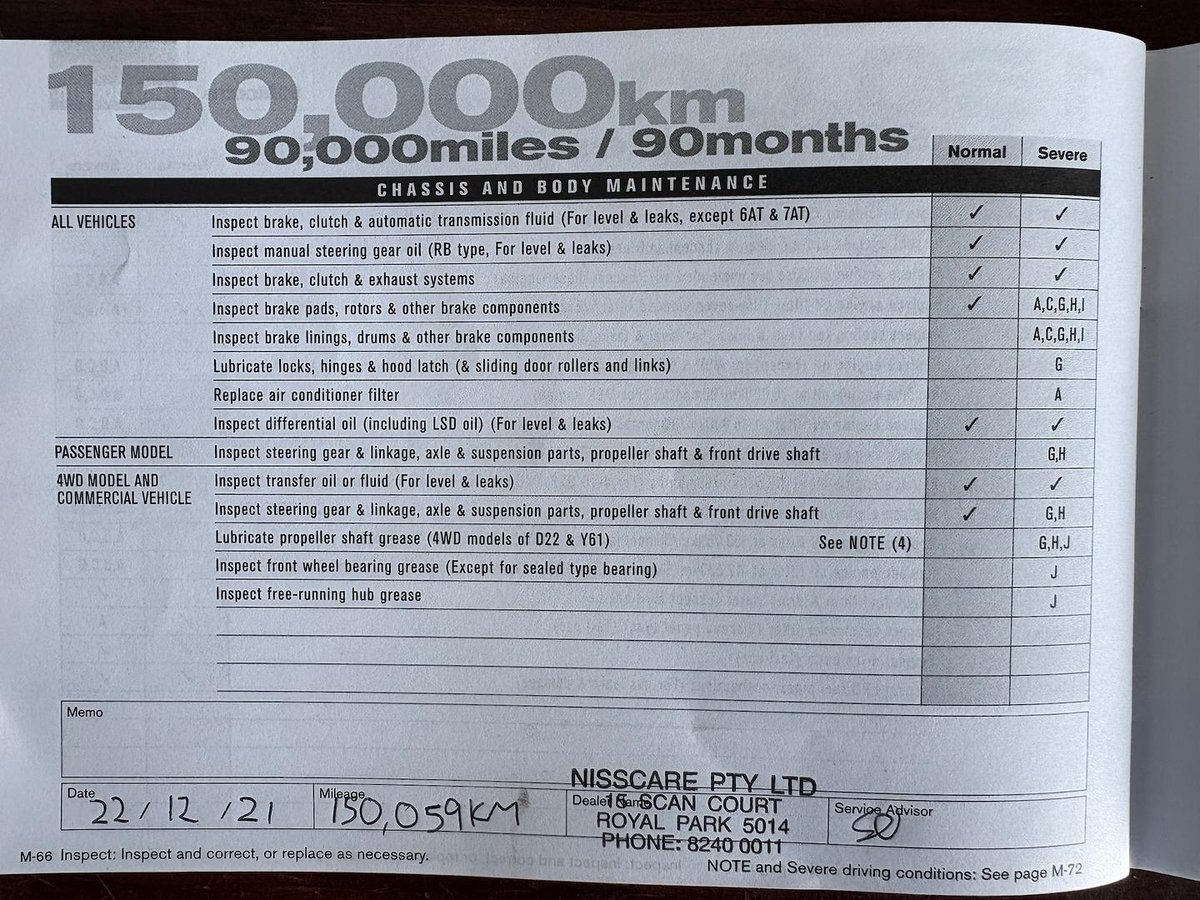 150,000km
90,000miles / 90months
Normal Severe
CHASSIS AND BODY MAINTENANCE
ALL VEHICLES Inspect brake, clutch & automatic transmission fluid (For level & leaks, except 6AT & 7AT) ✓ ✓
Inspect manual steering gear oil (RB type, For level & leaks) ✓ ✓
Inspect brake, clutch & exhaust systems ✓ ✓
Inspect brake pads, rotors & other brake components ✓ A,C,G,H,I
Inspect brake linings, drums & other brake components A,C,G,H,I
Lubricate locks, hinges & hood latch (& sliding door rollers and links) G
Replace air conditioner filter A
Inspect differential oil (including LSD oil) (For level & leaks) ✓ ✓
PASSENGER MODEL Inspect steering gear & linkage, axle & suspension parts, propeller shaft & front drive shaft G,H
4WD MODEL AND Inspect transfer oil or fluid (For level & leaks) ✓ ✓
COMMERCIAL VEHICLE Inspect steering gear & linkage, axle & suspension parts, propeller shaft & front drive shaft ✓ G,H
Lubricate propeller shaft grease (4WD models of D22 & Y61) See NOTE (4) G,H,J
Inspect front wheel bearing grease (Except for sealed type bearing) J
Inspect free-running hub grease J
Memo
Date 22/12/21
Mileage 150,059KM
Dealer Name
NISSCARE PTY LTD
15 SCAN COURT
ROYAL PARK 5014
PHONE: 8240 0011
Service Advisor
M-66 Inspect: Inspect and correct, or replace as necessary.
NOTE and Severe driving conditions: See page M-72